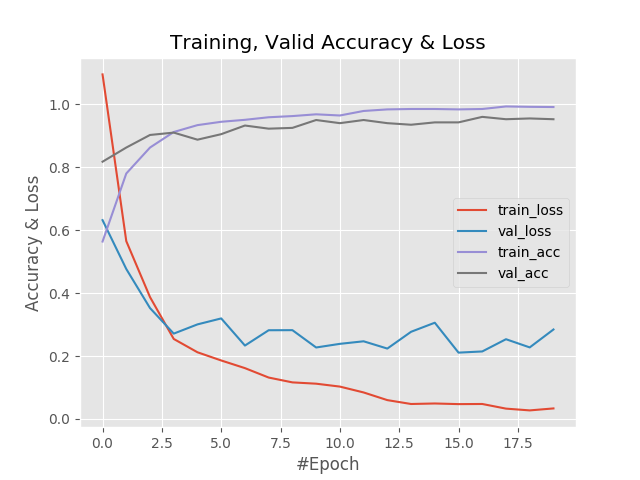 Training, Valid Accuracy & Loss
Accuracy & Loss
1.0
0.8
0.6
0.4
0.2
0.0
train_loss
val_loss
train_acc
val_acc
0.0 2.5 5.0 7.5 10.0 12.5 15.0 17.5
#Epoch